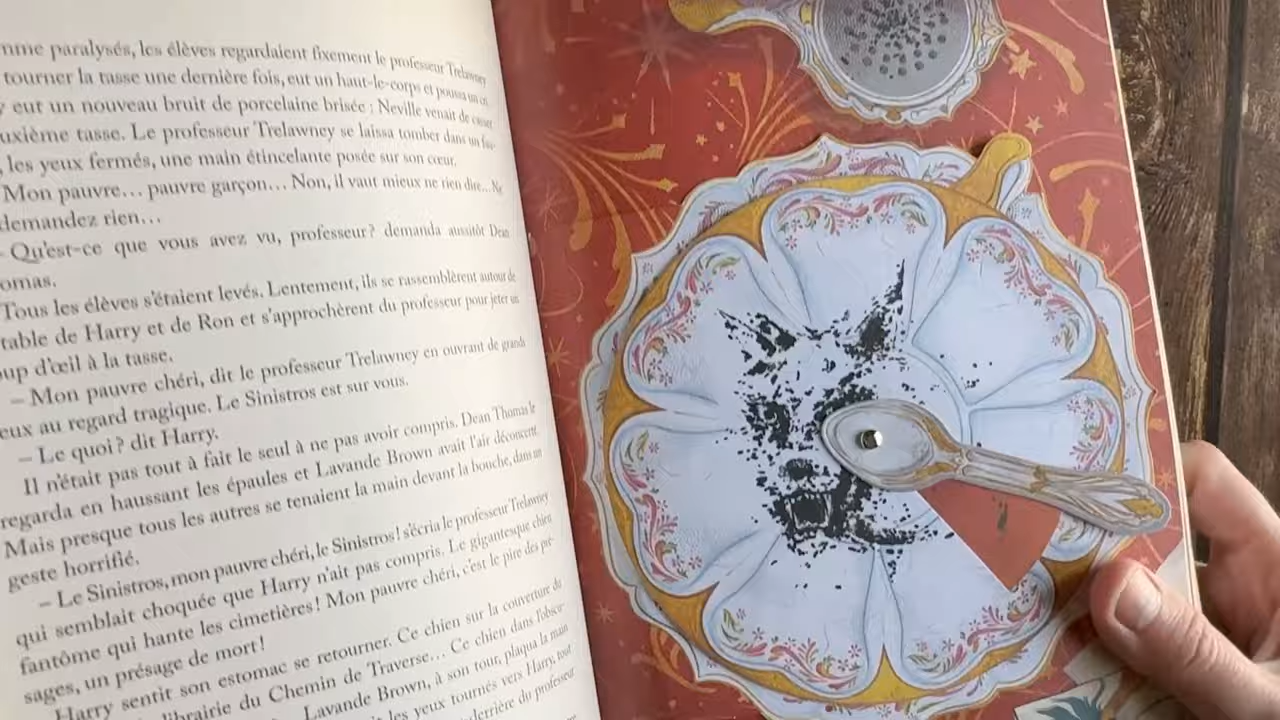 mme paralysés, les élèves regardaient fixement le professeur Trelawney
tourner la tasse une dernière fois, eut un haut-le-corps et poussa un cri.
y eut un nouveau bruit de porcelaine brisée : Neville venait de casser
uxième tasse. Le professeur Trelawney se laissa tomber dans un fau-
, les yeux fermés, une main étincelante posée sur son cœur.
Mon pauvre… pauvre garçon… Non, il vaut mieux ne rien dire… Ne
demandez rien…
- Qu'est-ce que vous avez vu, professeur ? demanda aussitôt Dean
omas.
Tous les élèves s'étaient levés. Lentement, ils se rassemblèrent autour de
table de Harry et de Ron et s'approchèrent du professeur pour jeter un
oup d'œil à la tasse.
– Mon pauvre chéri, dit le professeur Trelawney en ouvrant de grands
eux au regard tragique. Le Sinistros est sur vous.
– Le quoi ? dit Harry.
Il n'était pas tout à fait le seul à ne pas avoir compris. Dean Thomas le
regarda en haussant les épaules et Lavande Brown avait l'air déconcerté.
Mais presque tous les autres se tenaient la main devant la bouche, dans un
geste horrifié.
– Le Sinistros, mon pauvre chéri, le Sinistros ! s'écria le professeur Trelawney
qui semblait choquée que Harry n'ait pas compris. Le gigantesque chien
fantôme qui hante les cimetières ! Mon pauvre chéri, c'est le pire des pré-
sages, un présage de mort !
Harry sentit son estomac se retourner. Ce chien sur la couverture du
librairie du Chemin de Traverse… Ce chien dans l'obscu-
Lavande Brown, à son tour, plaqua la main
les yeux tournés vers Harry, tout
derrière du professeur